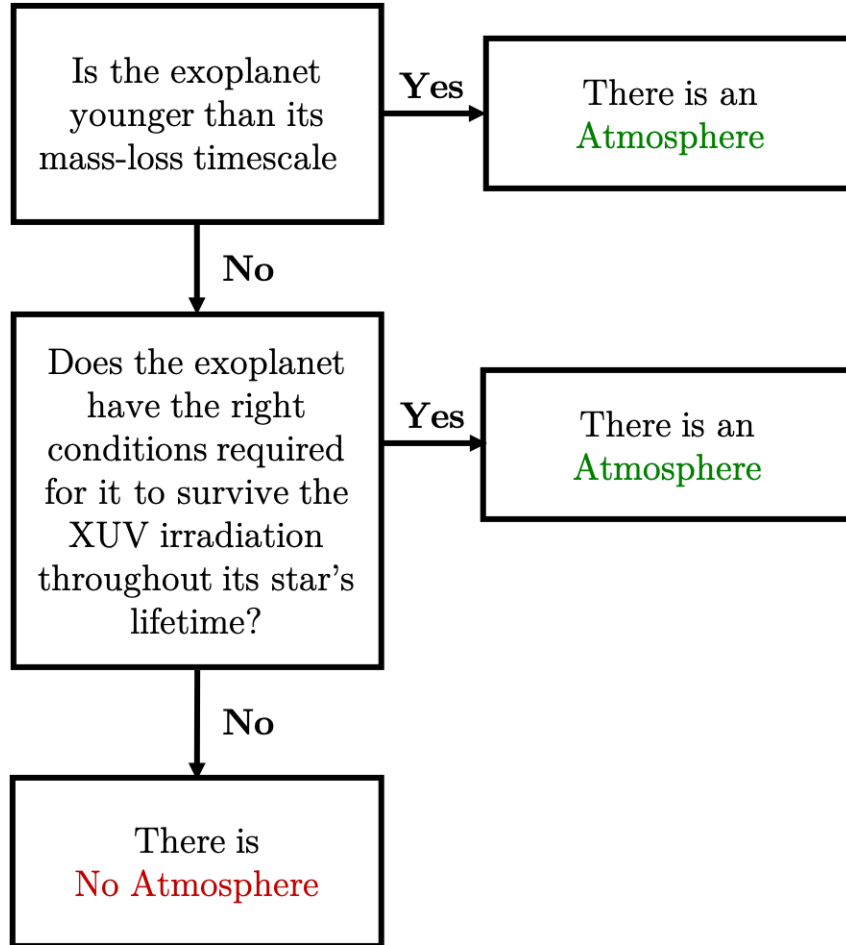 Is the exoplanet
younger than its
mass-loss timescale
Yes
There is an
Atmosphere
No
Does the exoplanet
have the right
conditions required
for it to survive the
XUV irradiation
throughout its star's
lifetime?
Yes
There is an
Atmosphere
No
There is
No Atmosphere